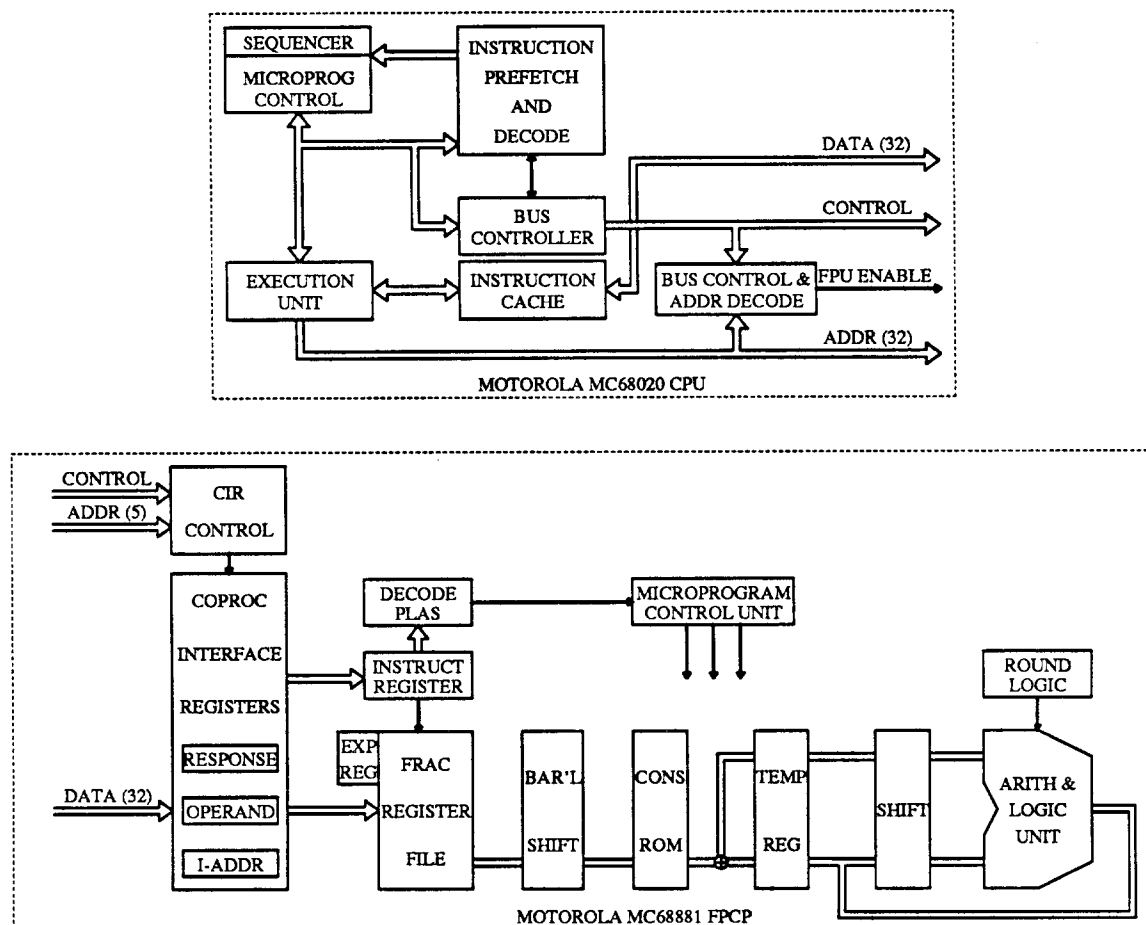 SEQUENCER
MICROPROG
CONTROL
INSTRUCTION
PREFETCH
AND
DECODE
DATA (32)
BUS
CONTROLLER
CONTROL
EXECUTION
UNIT
INSTRUCTION
CACHE
BUS CONTROL &
ADDR DECODE
FPU ENABLE
ADDR (32)
MOTOROLA MC68020 CPU
CONTROL
ADDR (5)
CIR
CONTROL
COPROC
INTERFACE
REGISTERS
RESPONSE
OPERAND
I-ADDR
DATA (32)
DECODE
PLAS
INSTRUCT
REGISTER
MICROPROGRAM
CONTROL UNIT
EXP
REG
FRAC
REGISTER
FILE
BAR'L
SHIFT
CONS
ROM
TEMP
REG
SHIFT
ROUND
LOGIC
ARITH &
LOGIC
UNIT
MOTOROLA MC68881 FPCP